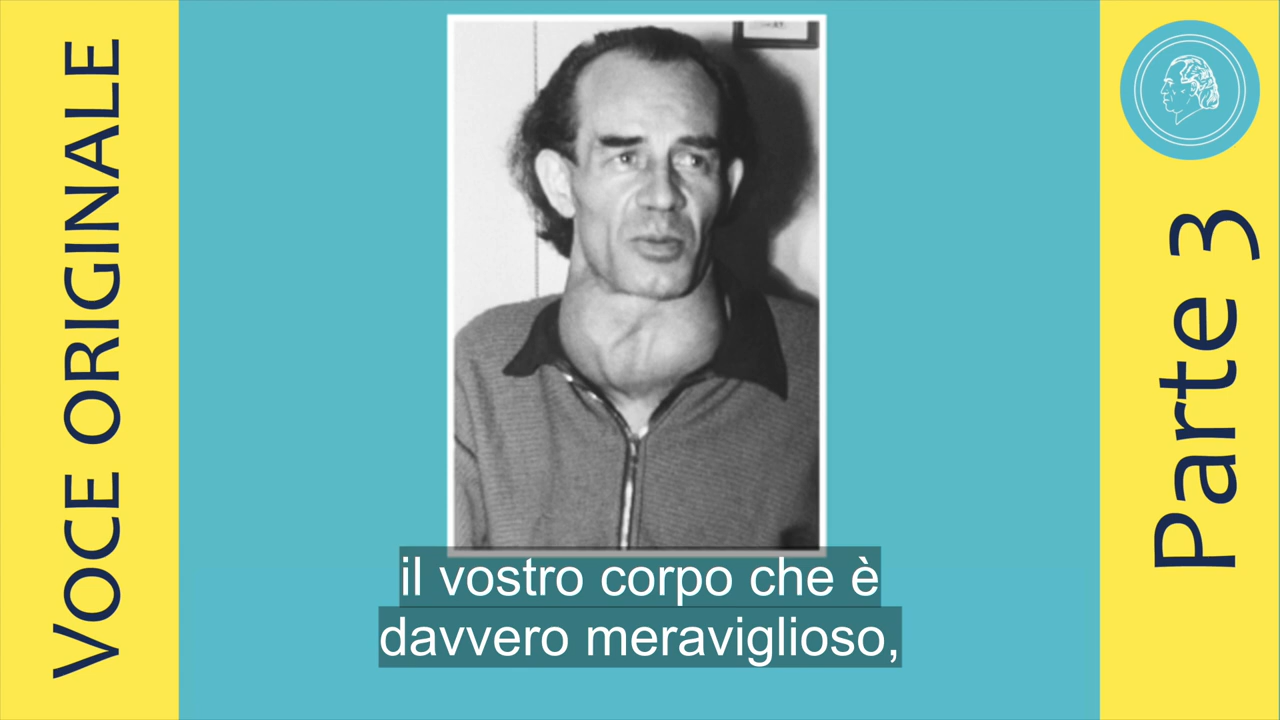 VOCE ORIGINALE
Parte 3
il vostro corpo che è
davvero meraviglioso,